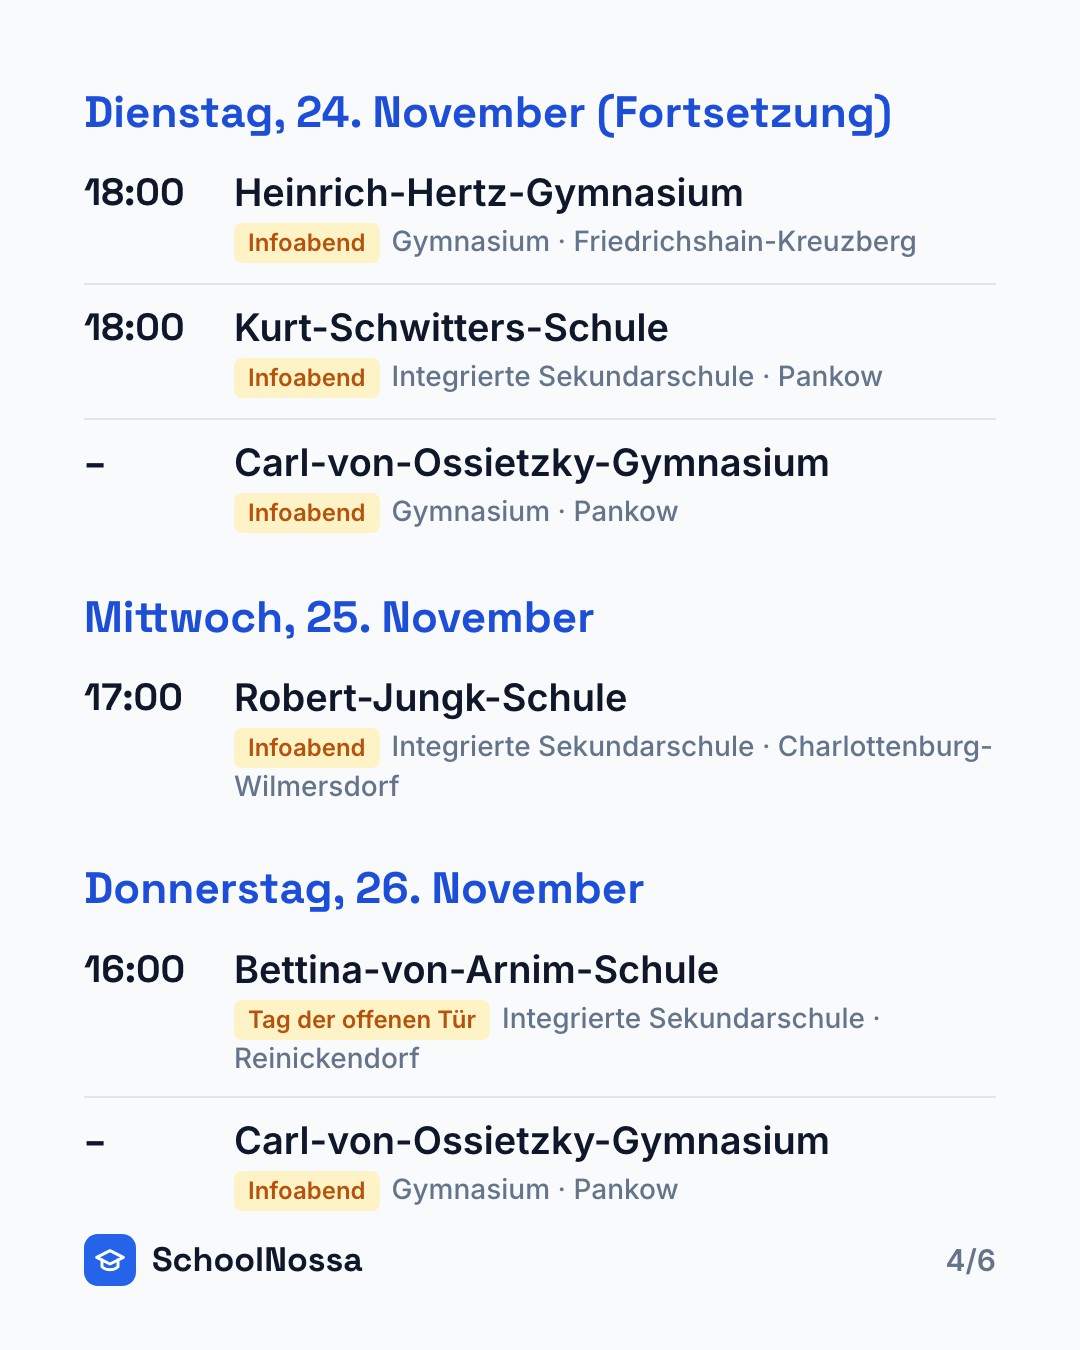 Dienstag, 24. November (Fortsetzung)
18:00 Heinrich-Hertz-Gymnasium
Infoabend Gymnasium · Friedrichshain-Kreuzberg
18:00 Kurt-Schwitters-Schule
Infoabend Integrierte Sekundarschule · Pankow
– Carl-von-Ossietzky-Gymnasium
Infoabend Gymnasium · Pankow
Mittwoch, 25. November
17:00 Robert-Jungk-Schule
Infoabend Integrierte Sekundarschule · Charlottenburg-
Wilmersdorf
Donnerstag, 26. November
16:00 Bettina-von-Arnim-Schule
Tag der offenen Tür Integrierte Sekundarschule ·
Reinickendorf
– Carl-von-Ossietzky-Gymnasium
Infoabend Gymnasium · Pankow
SchoolNossa 4/6